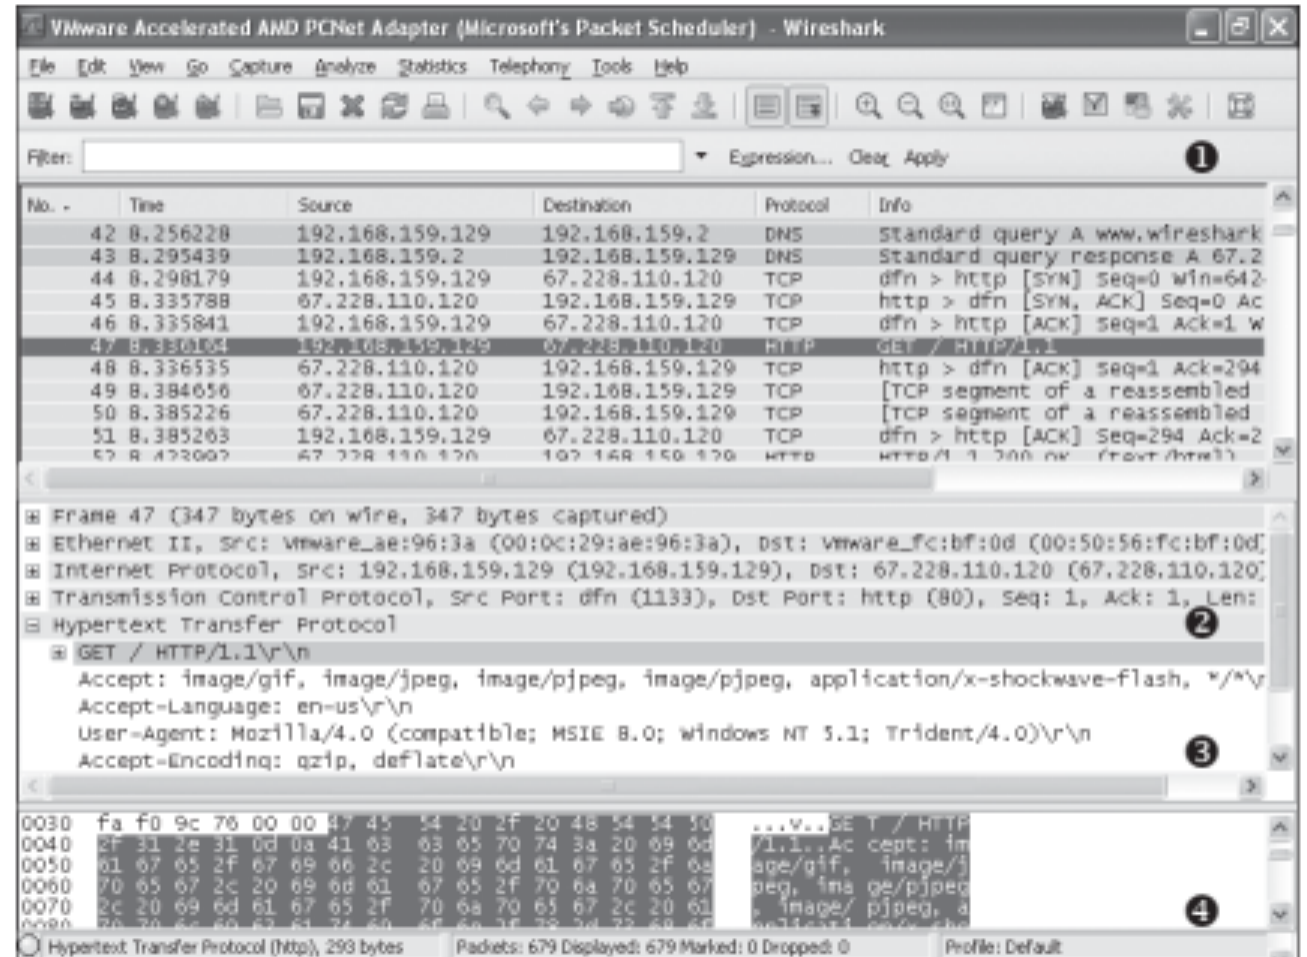 VMware Accelerated AMD PCNet Adapter (Microsoft's Packet Scheduler) - Wireshark
File Edit View Go Capture Analyze Statistics Telephony Tools Help
Filter: Expression... Clear Apply 1
No. - Time Source Destination Protocol Info
42 8.256228 192.168.159.129 192.168.159.2 DNS Standard query A www.wireshark
43 8.295439 192.168.159.2 192.168.159.129 DNS Standard query response A 67.2
44 8.298179 192.168.159.129 67.228.110.120 TCP dfn > http [SYN] Seq=0 Win=642
45 8.335788 67.228.110.120 192.168.159.129 TCP http > dfn [SYN, ACK] Seq=0 Ac
46 8.335841 192.168.159.129 67.228.110.120 TCP dfn > http [ACK] Seq=1 Ack=1 W
47 8.336164 192.168.159.129 67.228.110.120 HTTP GET / HTTP/1.1
48 8.336535 67.228.110.120 192.168.159.129 TCP http > dfn [ACK] Seq=1 Ack=294
49 8.384656 67.228.110.120 192.168.159.129 TCP [TCP segment of a reassembled
50 8.385226 67.228.110.120 192.168.159.129 TCP [TCP segment of a reassembled
51 8.385263 192.168.159.129 67.228.110.120 TCP dfn > http [ACK] Seq=294 Ack=2
52 8.423992 67.228.110.120 192.168.159.129 HTTP HTTP/1.1 200 OK (text/html)
Frame 47 (347 bytes on wire, 347 bytes captured)
Ethernet II, Src: Vmware_ae:96:3a (00:0c:29:ae:96:3a), Dst: Vmware_fc:bf:0d (00:50:56:fc:bf:0d)
Internet Protocol, Src: 192.168.159.129 (192.168.159.129), Dst: 67.228.110.120 (67.228.110.120)
Transmission Control Protocol, Src Port: dfn (1133), Dst Port: http (80), Seq: 1, Ack: 1, Len:
Hypertext Transfer Protocol 2
GET / HTTP/1.1\r\n
Accept: image/gif, image/jpeg, image/pjpeg, image/pjpeg, application/x-shockwave-flash, */*\r
Accept-Language: en-us\r\n
User-Agent: Mozilla/4.0 (compatible; MSIE 8.0; Windows NT 5.1; Trident/4.0)\r\n
Accept-Encoding: gzip, deflate\r\n 3
0030 fa f0 9c 76 00 00 47 45 54 20 2f 20 48 54 54 50 ...v..GE T / HTTP
0040 2f 31 2e 31 0d 0a 41 63 63 65 70 74 3a 20 69 6d /1.1..Ac cept: im
0050 61 67 65 2f 67 69 66 2c 20 69 6d 61 67 65 2f 6a age/gif, image/j
0060 70 65 67 2c 20 69 6d 61 67 65 2f 70 6a 70 65 67 peg, ima ge/pjpeg
0070 2c 20 69 6d 61 67 65 2f 70 6a 70 65 67 2c 20 61 , image/ pjpeg, a
4
Hypertext Transfer Protocol (http), 293 bytes Packets: 679 Displayed: 679 Marked: 0 Dropped: 0 Profile: Default